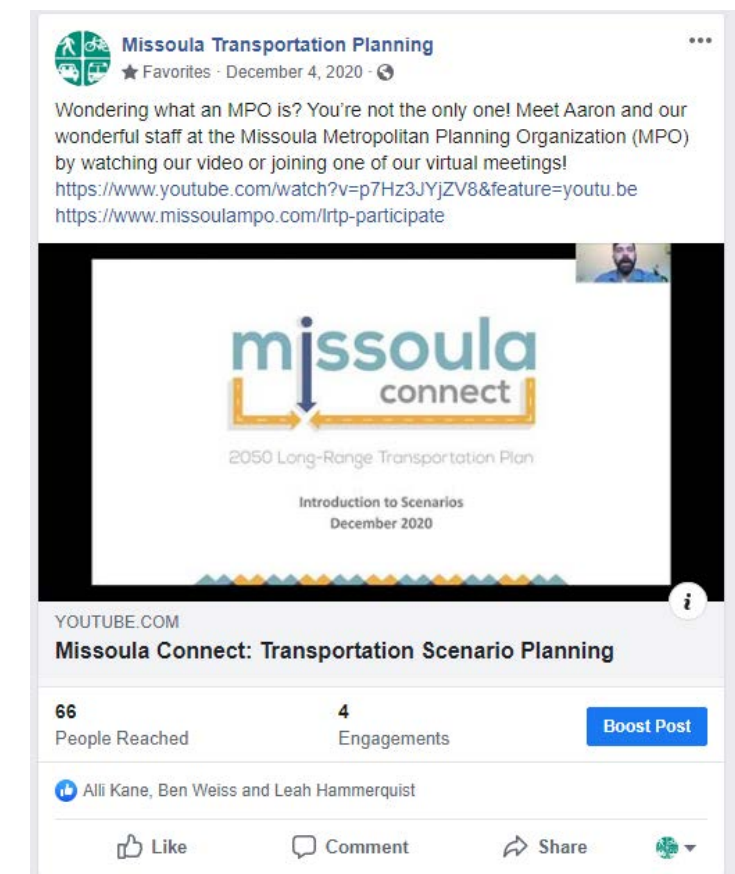 Missoula Transportation Planning
Favorites · December 4, 2020 ·
Wondering what an MPO is? You're not the only one! Meet Aaron and our
wonderful staff at the Missoula Metropolitan Planning Organization (MPO)
by watching our video or joining one of our virtual meetings!
https://www.youtube.com/watch?v=p7Hz3JYjZV8&feature=youtu.be
https://www.missoulampo.com/lrtp-participate
missoula
connect
2050 Long-Range Transportation Plan
Introduction to Scenarios
December 2020
i
YOUTUBE.COM
Missoula Connect: Transportation Scenario Planning
66 4
People Reached Engagements Boost Post
Alli Kane, Ben Weiss and Leah Hammerquist
Like Comment Share